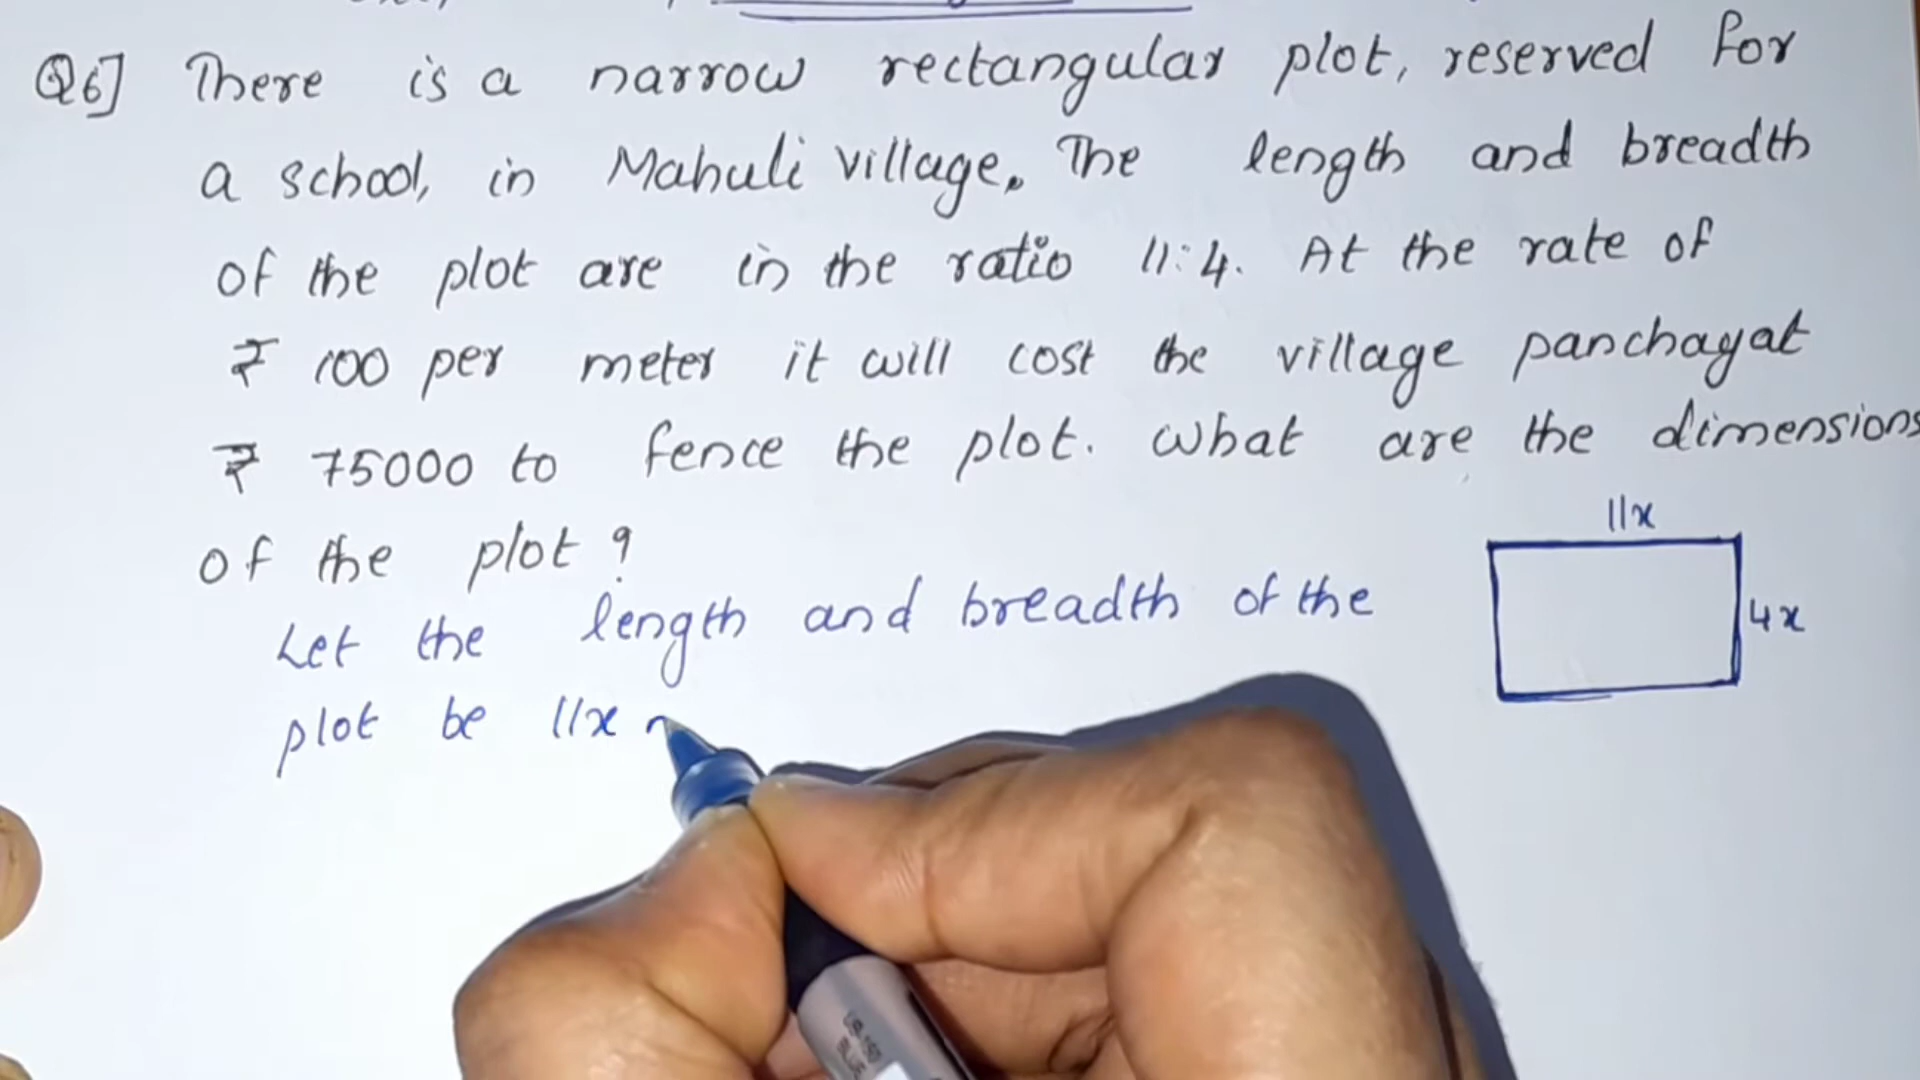 Q6] There is a narrow rectangular plot, reserved for
a school, in Mahuli village. The length and breadth
of the plot are in the ratio 11:4. At the rate of
₹ 100 per meter it will cost the village panchayat
₹ 75000 to fence the plot. What are the dimensions
of the plot?
11x
4x
Let the length and breadth of the
plot be 11x